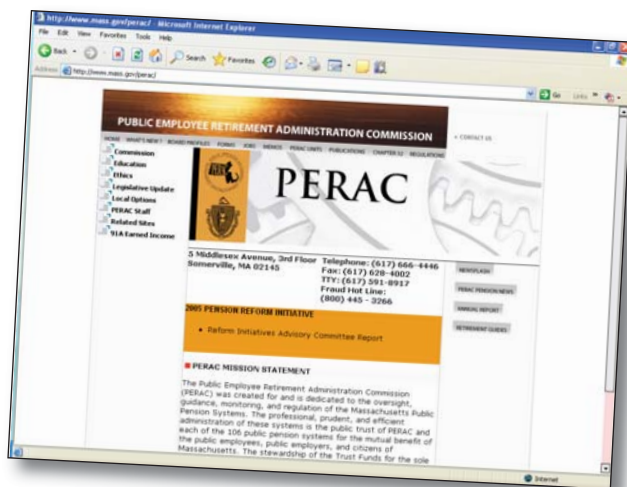 http://www.mass.gov/perac/ - Microsoft Internet Explorer
File Edit View Favorites Tools Help
Back Search Favorites
Address http://www.mass.gov/perac/ Go Links »
PUBLIC EMPLOYEE RETIREMENT ADMINISTRATION COMMISSION
HOME WHAT'S NEW? BOARD PROFILES FORMS JOBS MEMOS PERAC UNITS PUBLICATIONS CHAPTER 32 REGULATIONS
• CONTACT US
Commission
Education
Ethics
Legislative Update
Local Options
PERAC Staff
Related Sites
91A Earned Income
PERAC
5 Middlesex Avenue, 3rd Floor
Somerville, MA 02145
Telephone: (617) 666-4446
Fax: (617) 628-4002
TTY: (617) 591-8917
Fraud Hot Line:
(800) 445 - 3266
NEWSFLASH
PERAC PENSION NEWS
ANNUAL REPORT
RETIREMENT GUIDES
2005 PENSION REFORM INITIATIVE
• Reform Initiatives Advisory Committee Report
PERAC MISSION STATEMENT
The Public Employee Retirement Administration Commission
(PERAC) was created for and is dedicated to the oversight,
guidance, monitoring, and regulation of the Massachusetts Public
Pension Systems. The professional, prudent, and efficient
administration of these systems is the public trust of PERAC and
each of the 106 public pension systems for the mutual benefit of
the public employees, public employers, and citizens of
Massachusetts. The stewardship of the Trust Funds for the sole
Internet